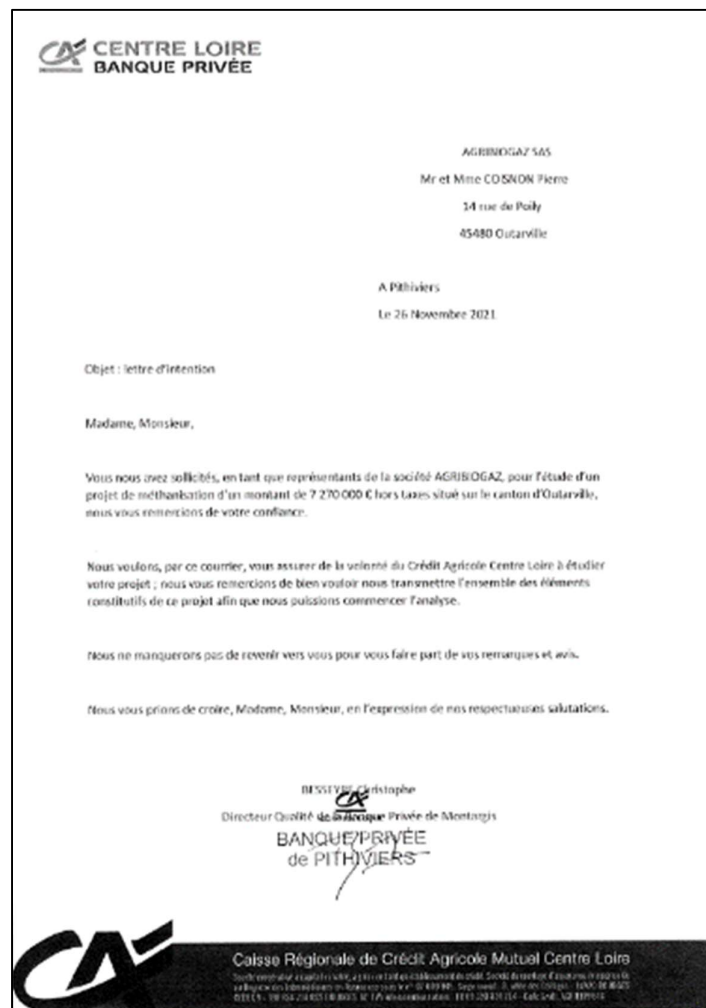 CENTRE LOIRE
BANQUE PRIVÉE
AGRIBIOGAZ SAS
Mr et Mme COISNON Pierre
14 rue de Poily
45480 Outarville
A Pithiviers
Le 26 Novembre 2021
Objet : lettre d'intention
Madame, Monsieur,
Vous nous avez sollicités, en tant que représentants de la société AGRIBIOGAZ, pour l'étude d'un
projet de méthanisation d'un montant de 7 270 000 € hors taxes situé sur le canton d'Outarville,
nous vous remercions de votre confiance.
Nous voulons, par ce courrier, vous assurer de la volonté du Crédit Agricole Centre Loire à étudier
votre projet ; nous vous remercions de bien vouloir nous transmettre l'ensemble des éléments
constitutifs de ce projet afin que nous puissions commencer l'analyse.
Nous ne manquerons pas de revenir vers vous pour vous faire part de vos remarques et avis.
Nous vous prions de croire, Madame, Monsieur, en l'expression de nos respectueuses salutations.
BESSEYRE Christophe
Directeur Qualité de la Banque Privée de Montargis
BANQUE PRIVÉE
de PITHIVIERS
Caisse Régionale de Crédit Agricole Mutuel Centre Loire